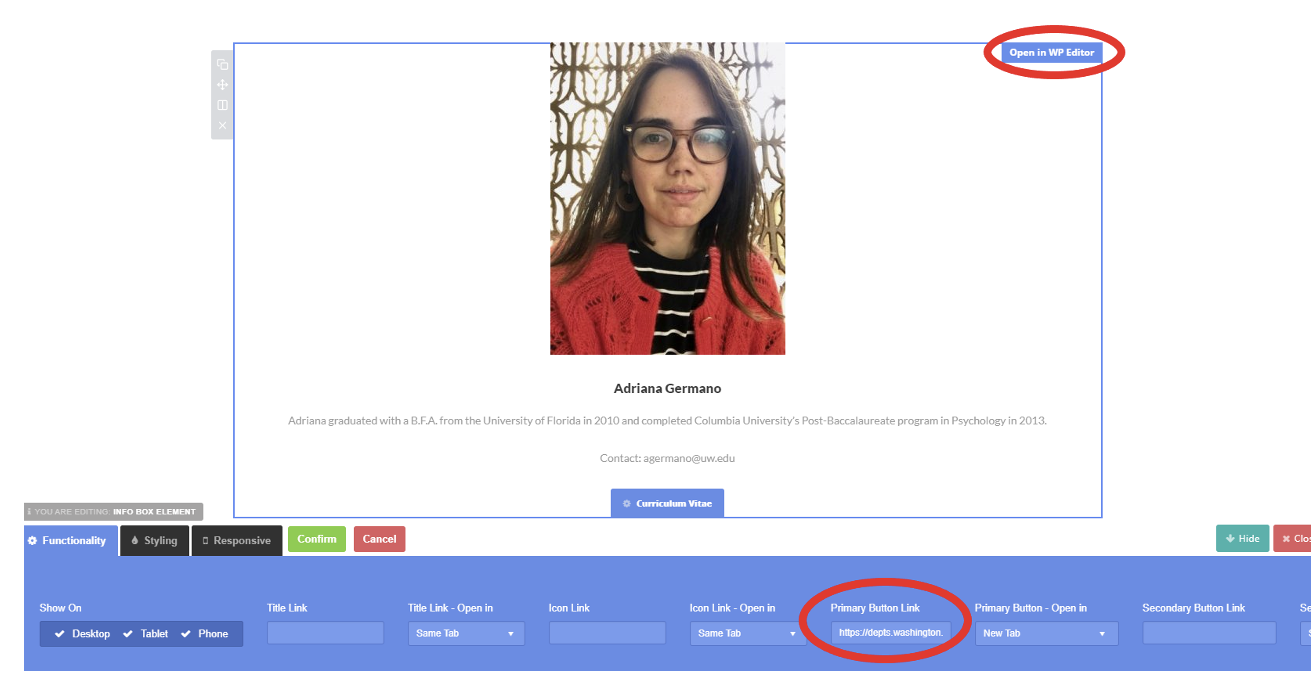 Open in WP Editor
Adriana Germano
Adriana graduated with a B.F.A. from the University of Florida in 2010 and completed Columbia University's Post-Baccalaureate program in Psychology in 2013.
Contact: agermano@uw.edu
Curriculum Vitae
YOU ARE EDITING: INFO BOX ELEMENT
Functionality Styling Responsive Confirm Cancel Hide Clos
Show On Title Link Title Link - Open in Icon Link Icon Link - Open in Primary Button Link Primary Button - Open in Secondary Button Link Se
Desktop Tablet Phone Same Tab Same Tab https://depts.washington. New Tab S